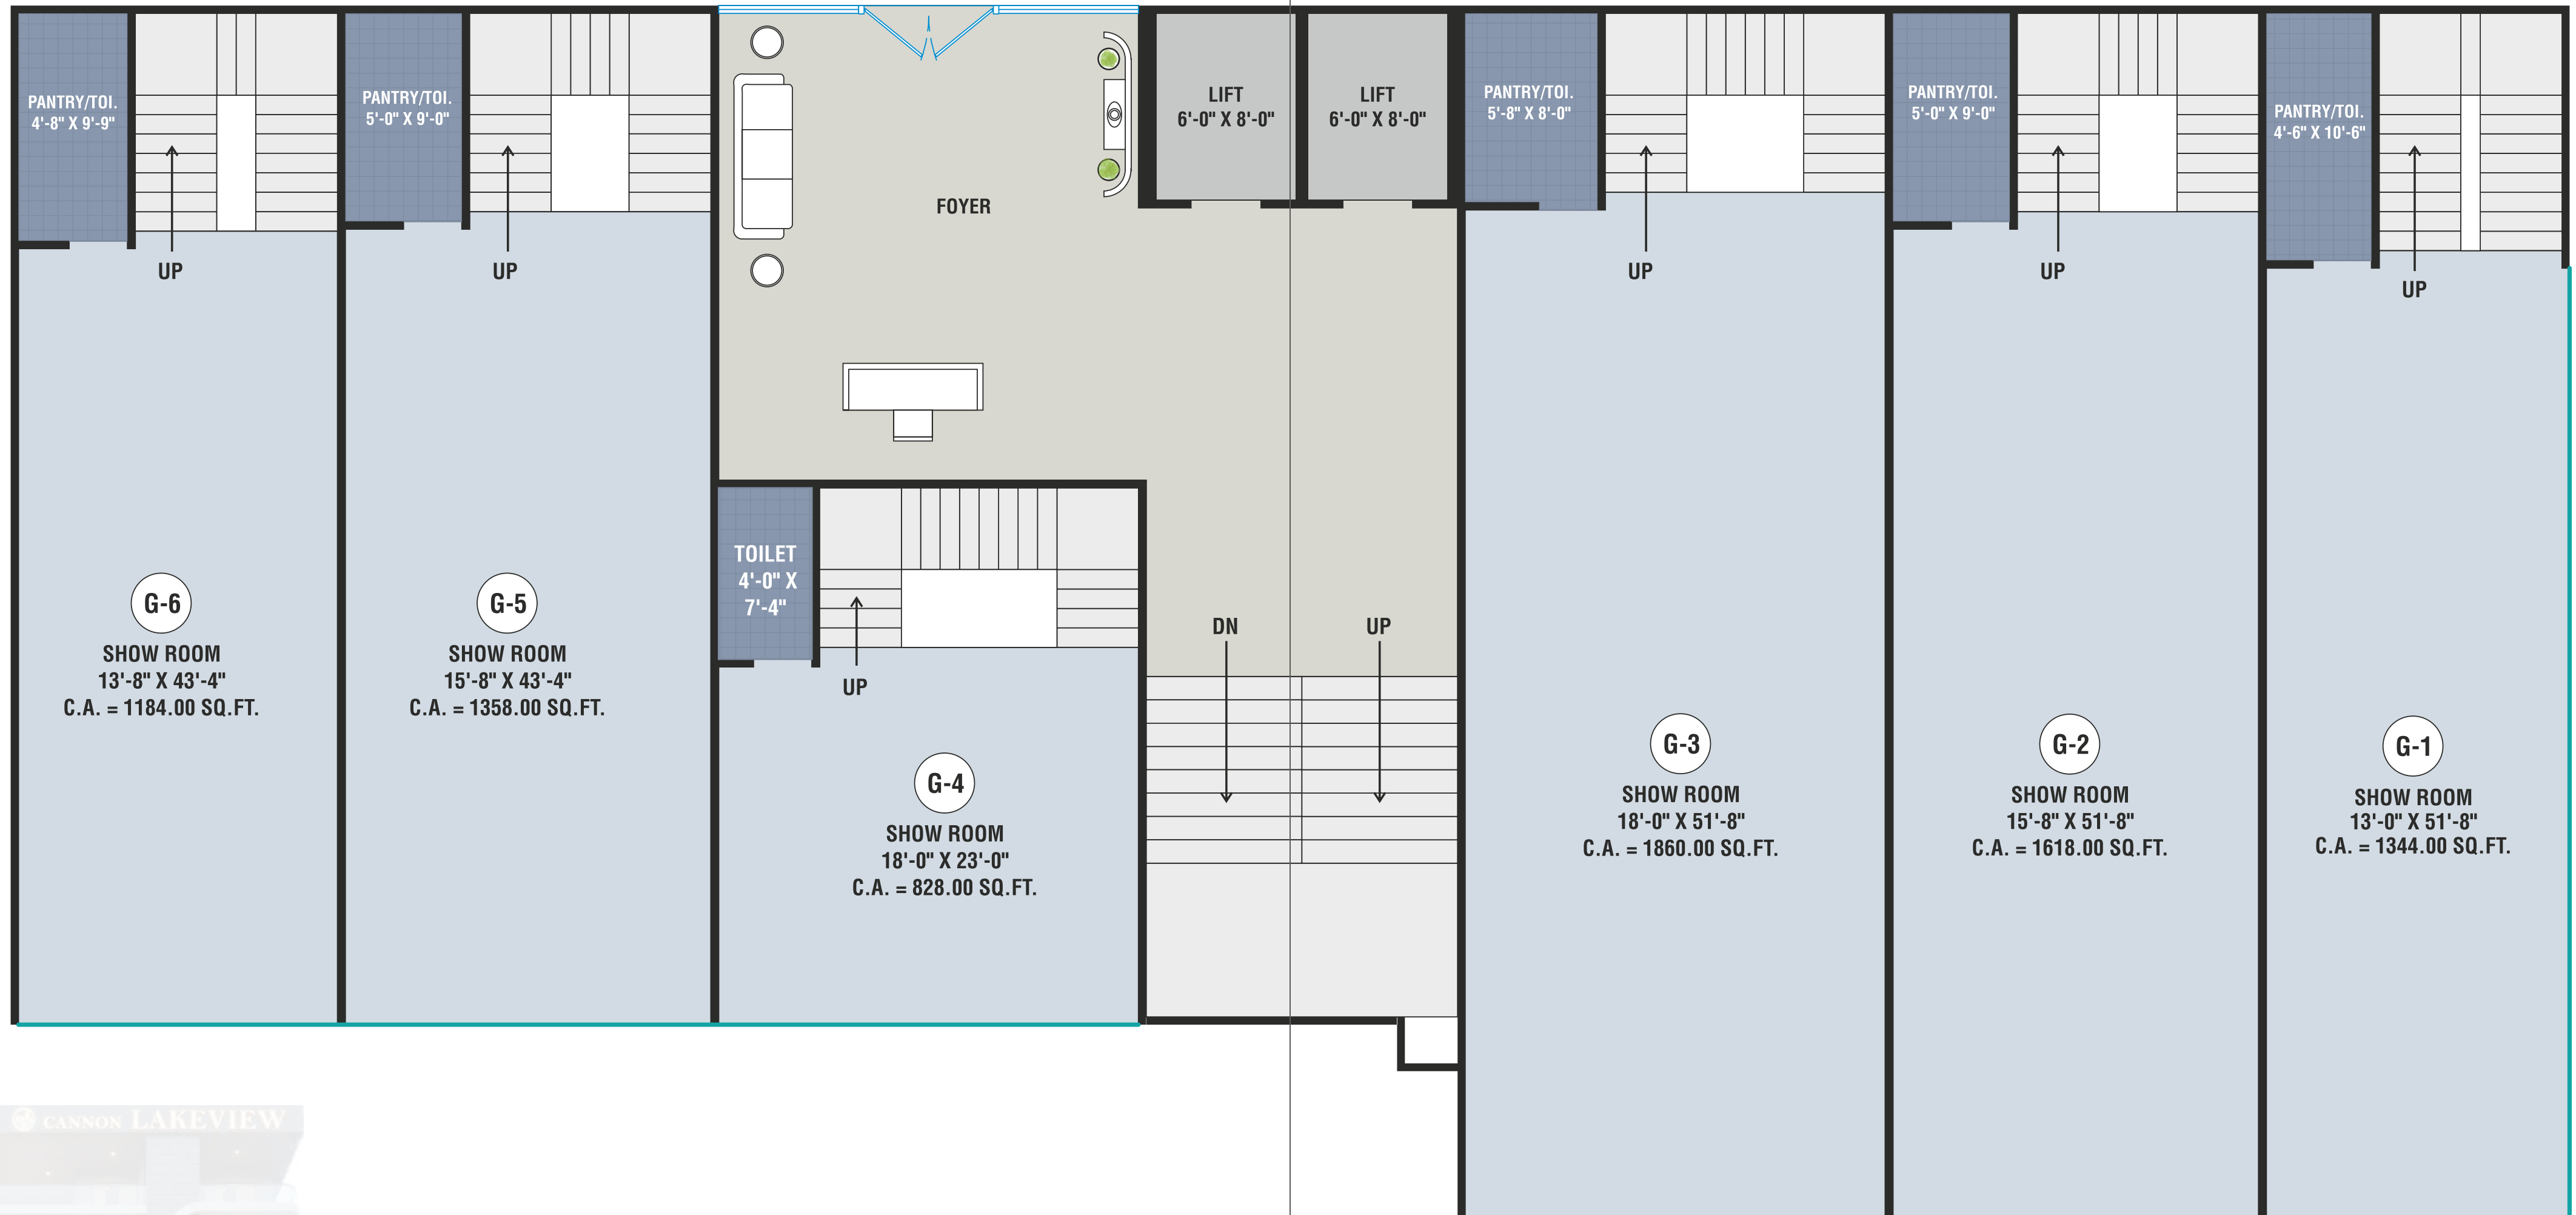 PANTRY/TOI.
4'-8" X 9'-9"
UP
PANTRY/TOI.
5'-0" X 9'-0"
UP
FOYER
LIFT
6'-0" X 8'-0"
LIFT
6'-0" X 8'-0"
PANTRY/TOI.
5'-8" X 8'-0"
UP
PANTRY/TOI.
5'-0" X 9'-0"
UP
PANTRY/TOI.
4'-6" X 10'-6"
UP
G-6
SHOW ROOM
13'-8" X 43'-4"
C.A. = 1184.00 SQ.FT.
G-5
SHOW ROOM
15'-8" X 43'-4"
C.A. = 1358.00 SQ.FT.
TOILET
4'-0" X
7'-4"
UP
G-4
SHOW ROOM
18'-0" X 23'-0"
C.A. = 828.00 SQ.FT.
DN
UP
G-3
SHOW ROOM
18'-0" X 51'-8"
C.A. = 1860.00 SQ.FT.
G-2
SHOW ROOM
15'-8" X 51'-8"
C.A. = 1618.00 SQ.FT.
G-1
SHOW ROOM
13'-0" X 51'-8"
C.A. = 1344.00 SQ.FT.
CANNON LAKEVIEW